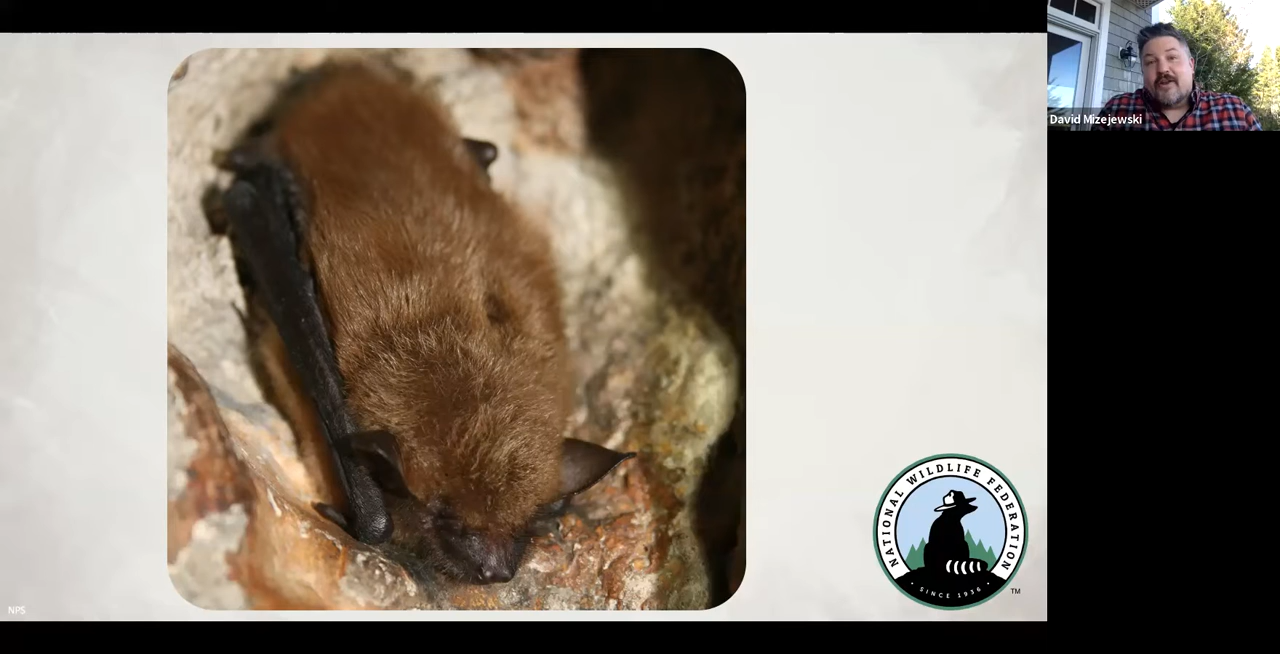 David Mizejewski
NATIONAL WILDLIFE FEDERATION
• SINCE 1936 •
TM
NPS